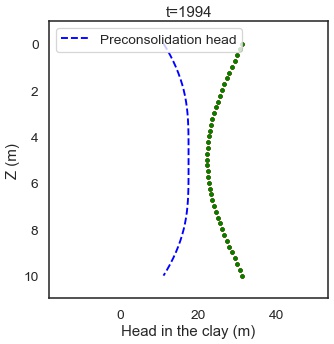 t=1994
Preconsolidation head
0
2
4
6
8
10
Z (m)
0 20 40
Head in the clay (m)